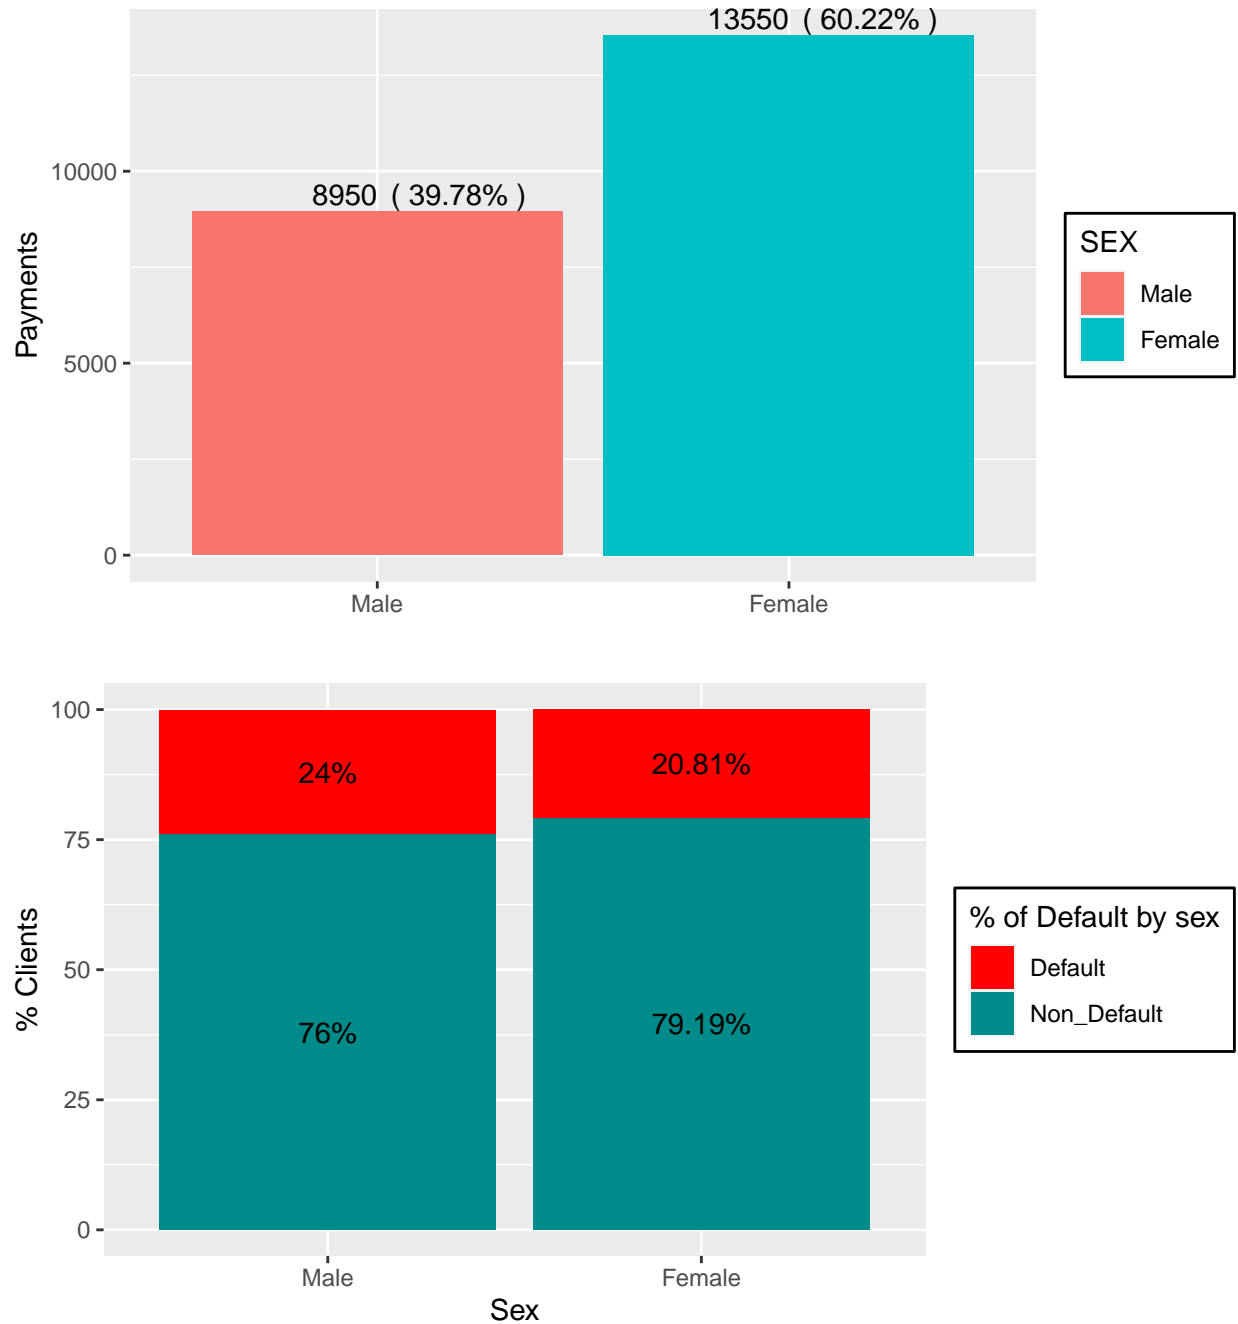 13550 ( 60.22% )
10000
8950 ( 39.78% )
5000
0
Payments
Male
Female
SEX
Male
Female
100
75
50
25
0
% Clients
24%
20.81%
76%
79.19%
Male
Female
Sex
% of Default by sex
Default
Non_Default